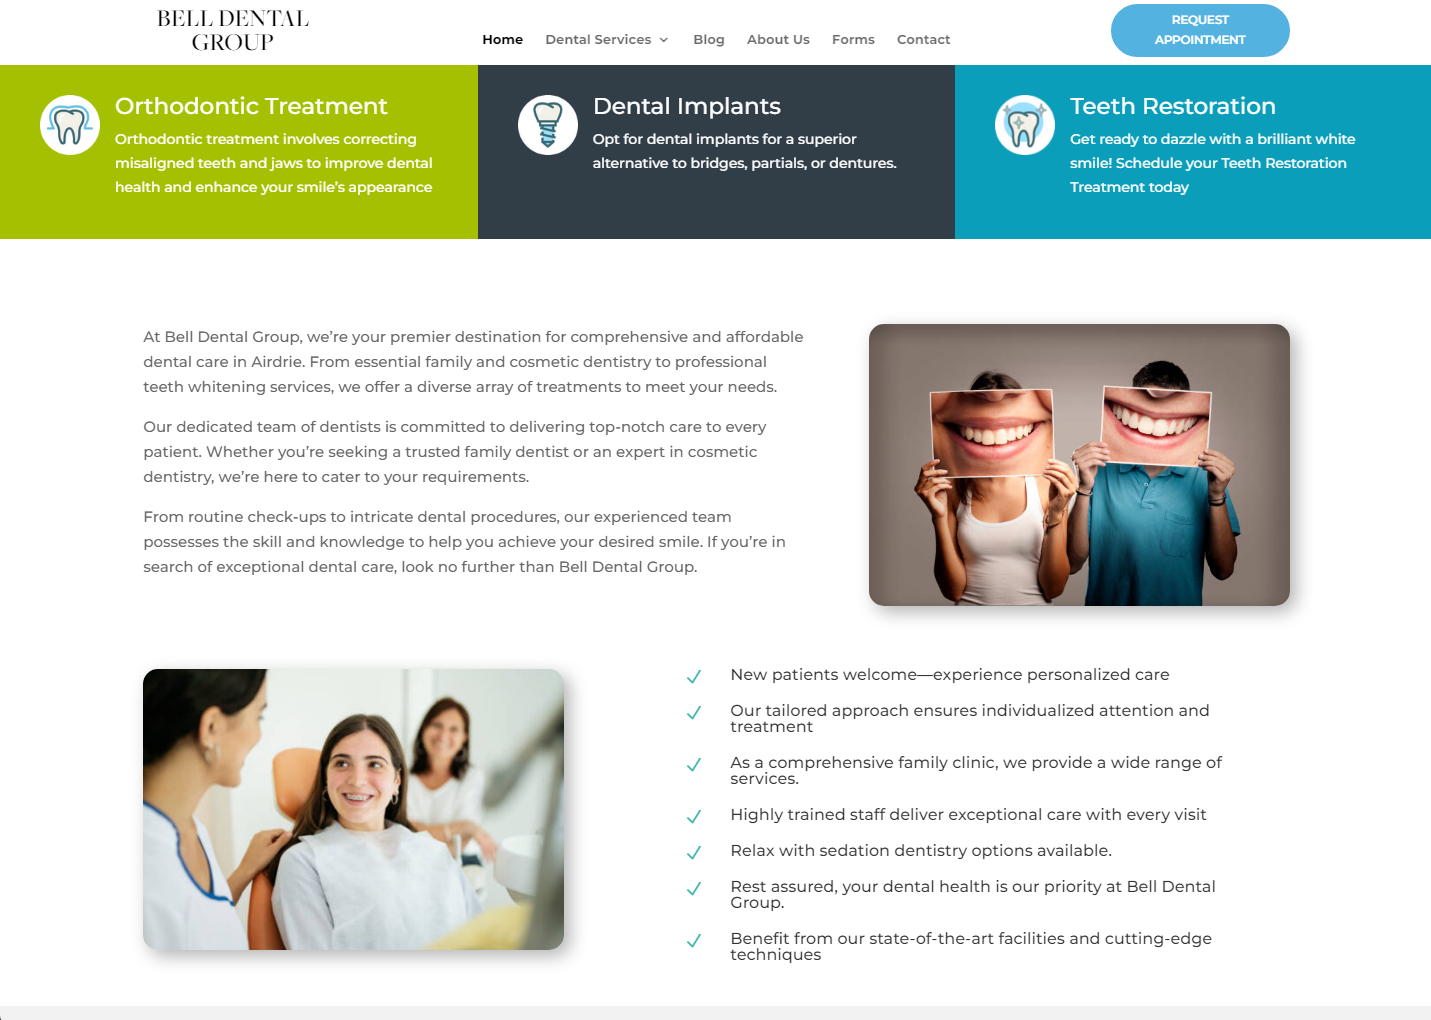 BELL DENTAL
GROUP
Home
Dental Services
Blog
About Us
Forms
Contact
REQUEST
APPOINTMENT
Orthodontic Treatment
Orthodontic treatment involves correcting
misaligned teeth and jaws to improve dental
health and enhance your smile’s appearance
Dental Implants
Opt for dental implants for a superior
alternative to bridges, partials, or dentures.
Teeth Restoration
Get ready to dazzle with a brilliant white
smile! Schedule your Teeth Restoration
Treatment today
At Bell Dental Group, we’re your premier destination for comprehensive and affordable
dental care in Airdrie. From essential family and cosmetic dentistry to professional
teeth whitening services, we offer a diverse array of treatments to meet your needs.
Our dedicated team of dentists is committed to delivering top-notch care to every
patient. Whether you’re seeking a trusted family dentist or an expert in cosmetic
dentistry, we’re here to cater to your requirements.
From routine check-ups to intricate dental procedures, our experienced team
possesses the skill and knowledge to help you achieve your desired smile. If you’re in
search of exceptional dental care, look no further than Bell Dental Group.
New patients welcome—experience personalized care
Our tailored approach ensures individualized attention and
treatment
As a comprehensive family clinic, we provide a wide range of
services.
Highly trained staff deliver exceptional care with every visit
Relax with sedation dentistry options available.
Rest assured, your dental health is our priority at Bell Dental
Group.
Benefit from our state-of-the-art facilities and cutting-edge
techniques